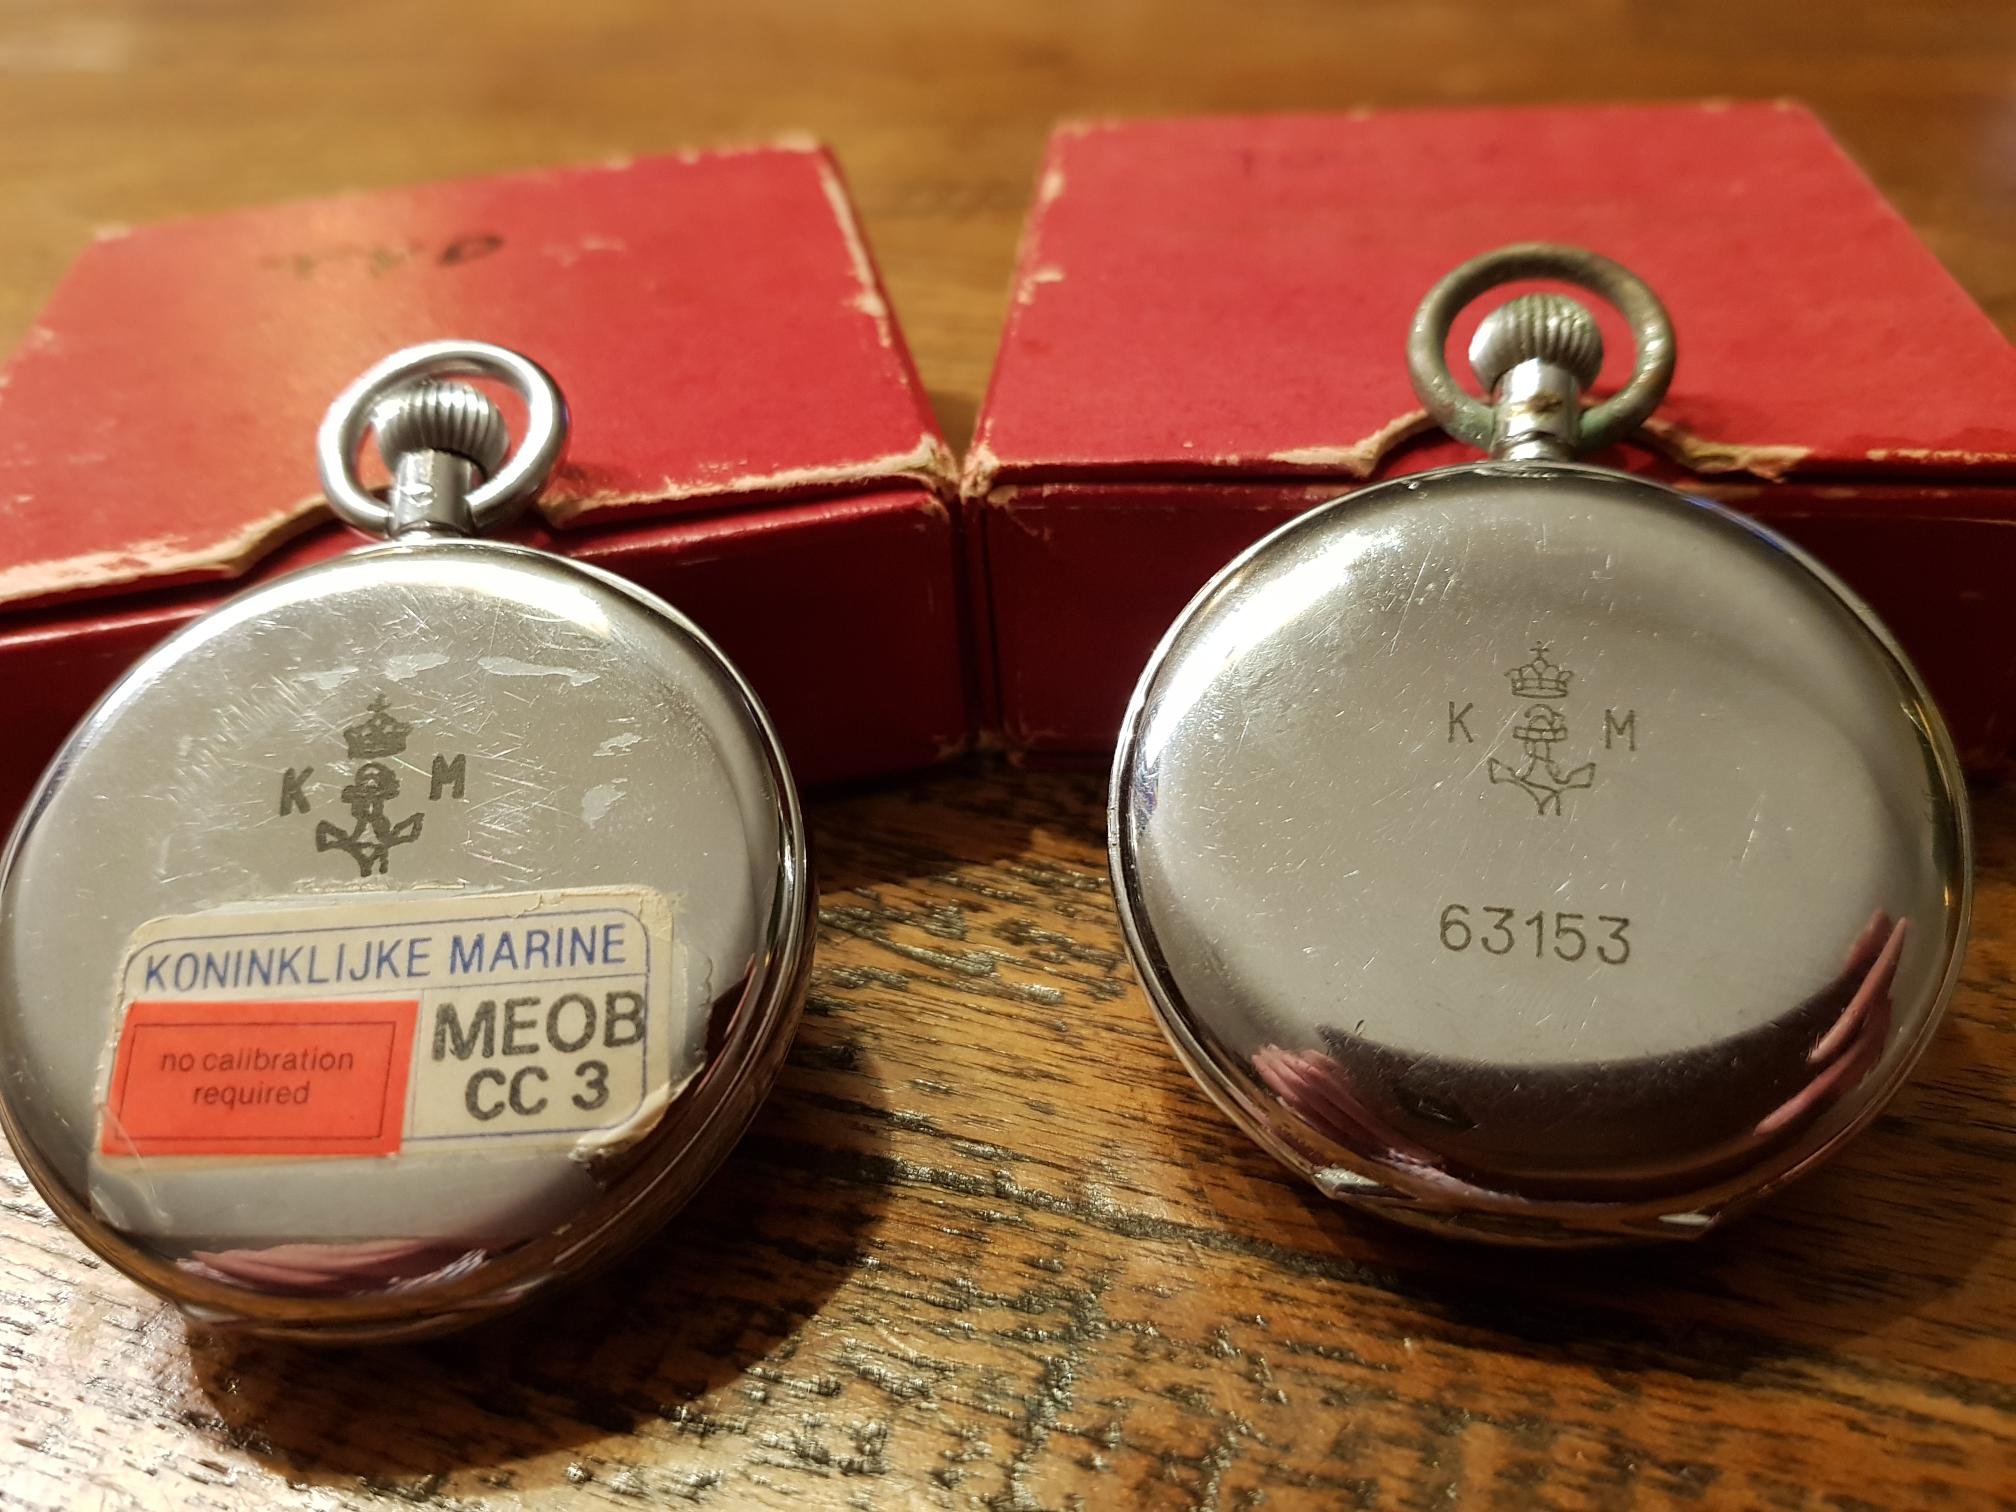 K M
KONINKLIJKE MARINE
no calibration
required
MEOB
CC 3
K M
63153